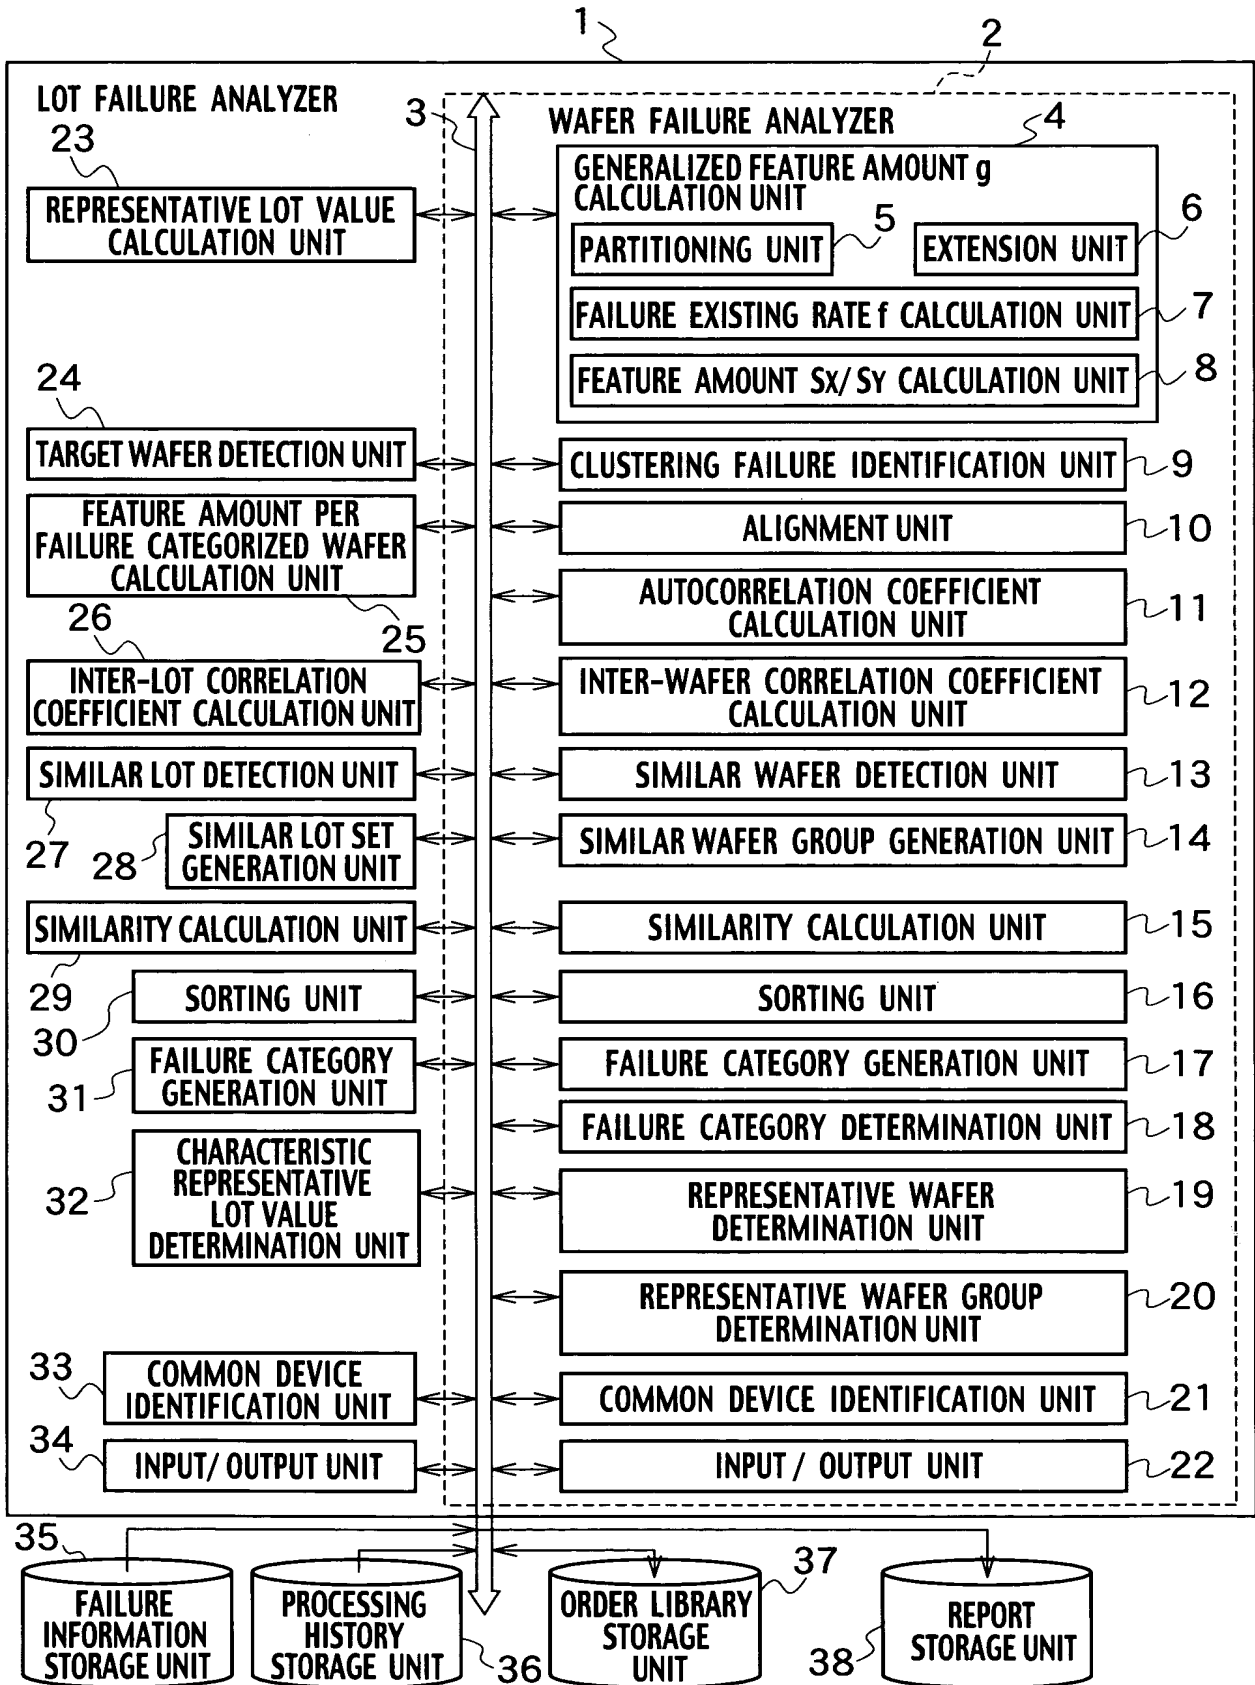 1
2
LOT FAILURE ANALYZER
3
WAFER FAILURE ANALYZER
4
23
REPRESENTATIVE LOT VALUE
CALCULATION UNIT
GENERALIZED FEATURE AMOUNT g
CALCULATION UNIT
PARTITIONING UNIT
5
EXTENSION UNIT
6
FAILURE EXISTING RATE f CALCULATION UNIT
7
FEATURE AMOUNT SX/ SY CALCULATION UNIT
8
24
TARGET WAFER DETECTION UNIT
CLUSTERING FAILURE IDENTIFICATION UNIT
9
FEATURE AMOUNT PER
FAILURE CATEGORIZED WAFER
CALCULATION UNIT
25
ALIGNMENT UNIT
10
AUTOCORRELATION COEFFICIENT
CALCULATION UNIT
11
26
INTER-LOT CORRELATION
COEFFICIENT CALCULATION UNIT
INTER-WAFER CORRELATION COEFFICIENT
CALCULATION UNIT
12
SIMILAR LOT DETECTION UNIT
27
SIMILAR WAFER DETECTION UNIT
13
SIMILAR LOT SET
GENERATION UNIT
28
SIMILAR WAFER GROUP GENERATION UNIT
14
SIMILARITY CALCULATION UNIT
29
SIMILARITY CALCULATION UNIT
15
SORTING UNIT
30
SORTING UNIT
16
FAILURE CATEGORY
GENERATION UNIT
31
FAILURE CATEGORY GENERATION UNIT
17
FAILURE CATEGORY DETERMINATION UNIT
18
CHARACTERISTIC
REPRESENTATIVE
LOT VALUE
DETERMINATION UNIT
32
REPRESENTATIVE WAFER
DETERMINATION UNIT
19
REPRESENTATIVE WAFER GROUP
DETERMINATION UNIT
20
33
COMMON DEVICE
IDENTIFICATION UNIT
COMMON DEVICE IDENTIFICATION UNIT
21
34
INPUT/ OUTPUT UNIT
INPUT / OUTPUT UNIT
22
35
FAILURE
INFORMATION
STORAGE UNIT
PROCESSING
HISTORY
STORAGE UNIT
36
ORDER LIBRARY
STORAGE
UNIT
37
REPORT
STORAGE UNIT
38